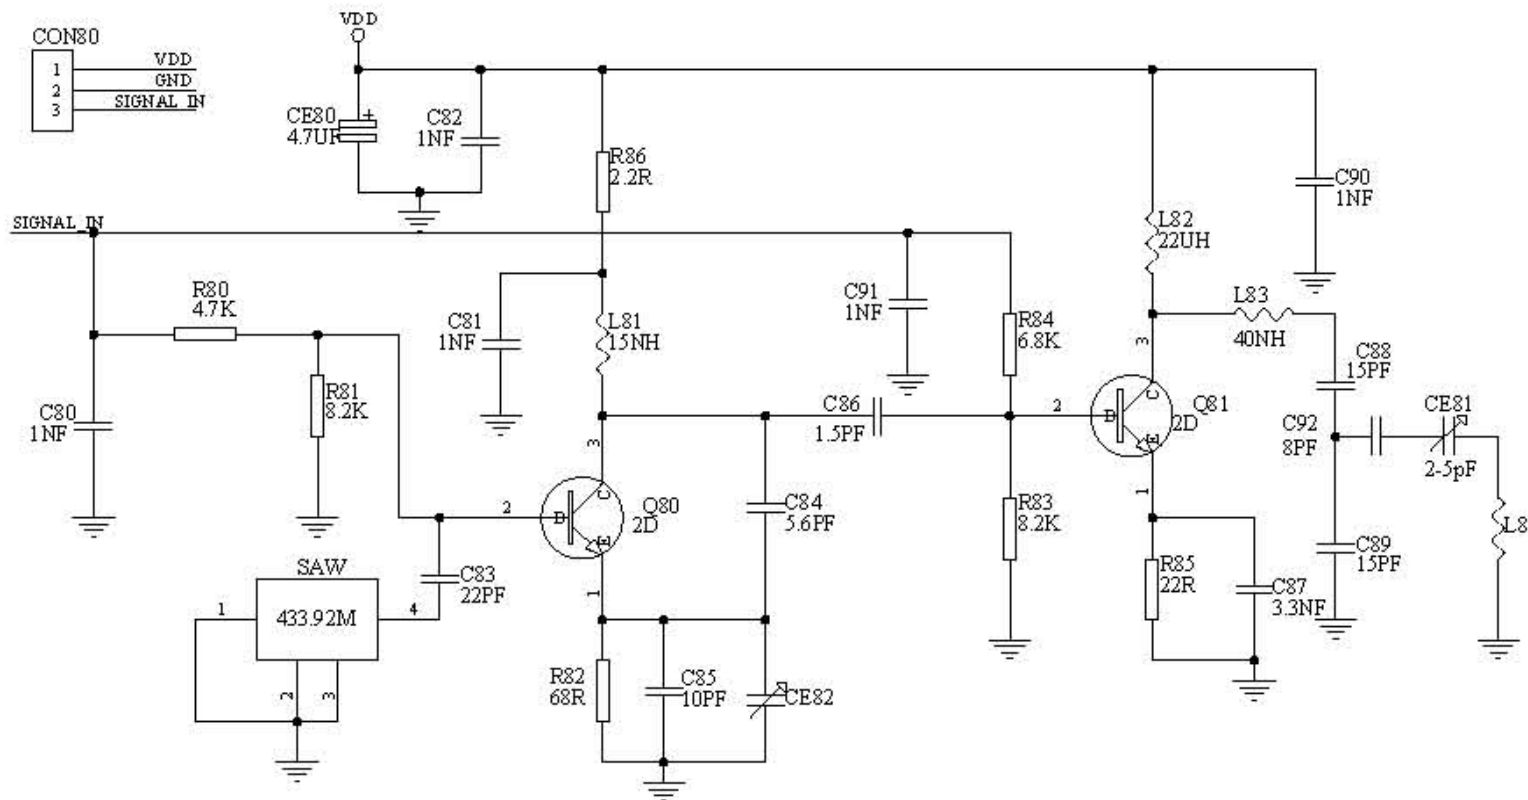 VDD
CON80
1 VDD
2 GND
3 SIGNAL_IN
CE80
4.7UF
+
C82
1NF
R86
2.2R
C90
1NF
SIGNAL_IN
L82
22UH
R80
4.7K
C81
1NF
L81
15NH
C91
1NF
R84
6.8K
L83
40NH
3
C88
15PF
R81
8.2K
C80
1NF
C86
1.5PF
2
B
C
E
Q81
2D
C92
8PF
CE81
2-5pF
3
2
B
C
E
Q80
2D
C84
5.6PF
R83
8.2K
1
L8
SAW
433.92M
1
4
2
3
C83
22PF
1
R85
22R
C87
3.3NF
C89
15PF
R82
68R
C85
10PF
CE82